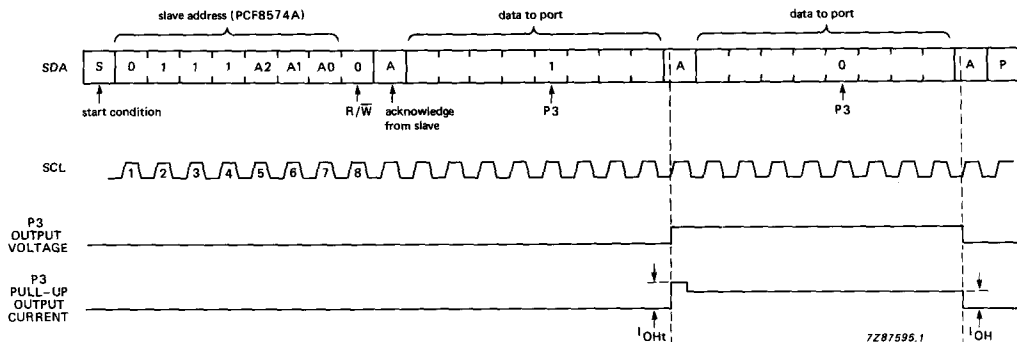 slave address (PCF8574A) data to port data to port
SDA S 0 1 1 1 A2 A1 A0 0 A 1 A 0 A P
start condition R/W̅ acknowledge from slave P3 P3
SCL 1 2 3 4 5 6 7 8
P3
OUTPUT
VOLTAGE
P3
PULL-UP
OUTPUT
CURRENT
IOHt
IOH
7Z87595.1